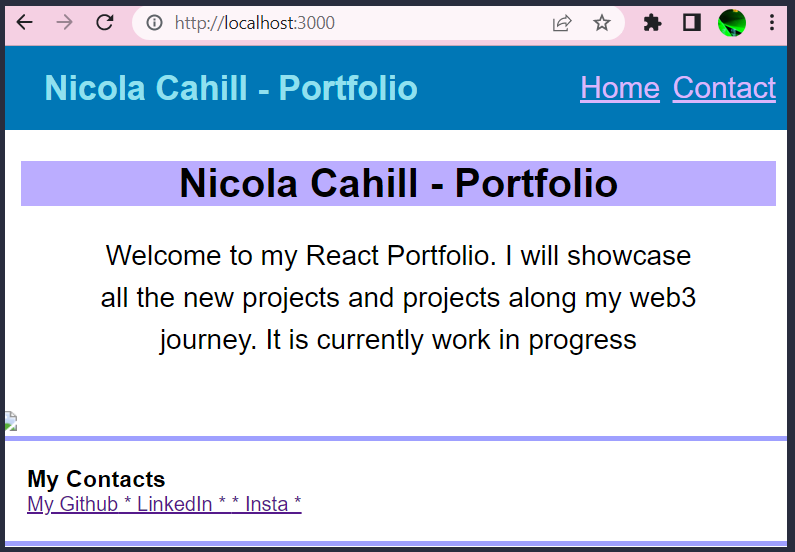 http://localhost:3000
Nicola Cahill - Portfolio
Home Contact
Nicola Cahill - Portfolio
Welcome to my React Portfolio. I will showcase
all the new projects and projects along my web3
journey. It is currently work in progress
My Contacts
My Github * LinkedIn * * Insta *